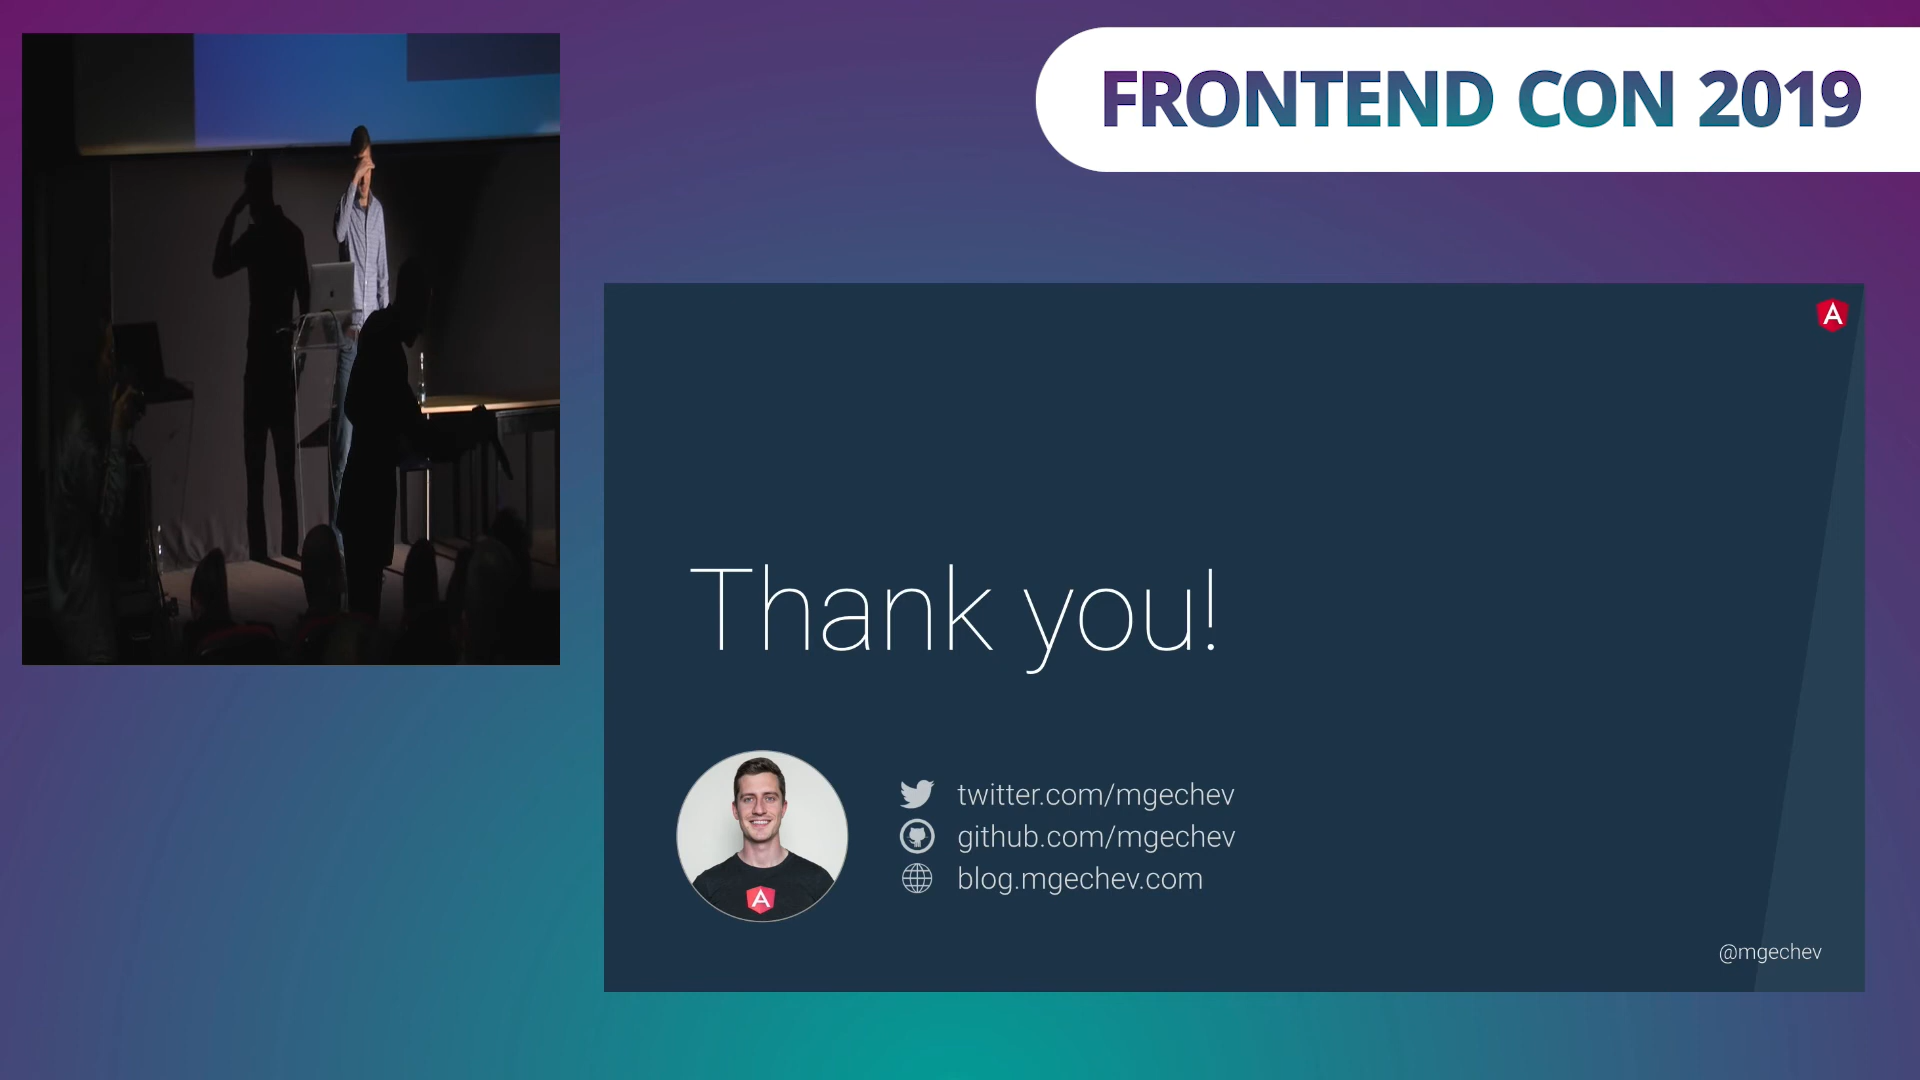 FRONTEND CON 2019
Thank you!
twitter.com/mgechev
github.com/mgechev
blog.mgechev.com
@mgechev